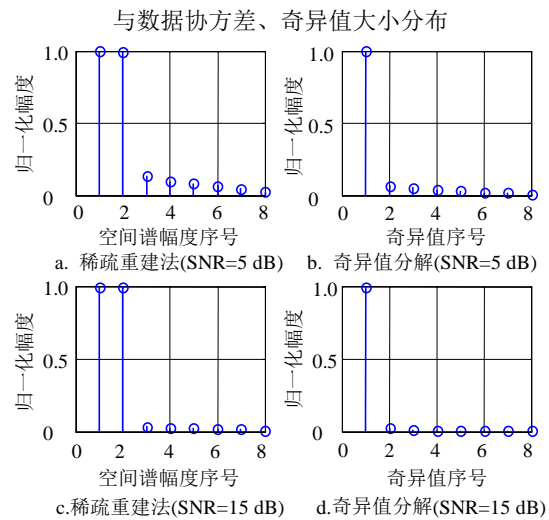 与数据协方差、奇异值大小分布
1.0
0.5
0
归一化幅度
0 2 4 6 8
空间谱幅度序号
a. 稀疏重建法(SNR=5 dB)
1.0
0.5
0
归一化幅度
0 2 4 6 8
奇异值序号
b. 奇异值分解(SNR=5 dB)
1.0
0.5
0
归一化幅度
0 2 4 6 8
空间谱幅度序号
c.稀疏重建法(SNR=15 dB)
1.0
0.5
0
归一化幅度
0 2 4 6 8
奇异值序号
d.奇异值分解(SNR=15 dB)